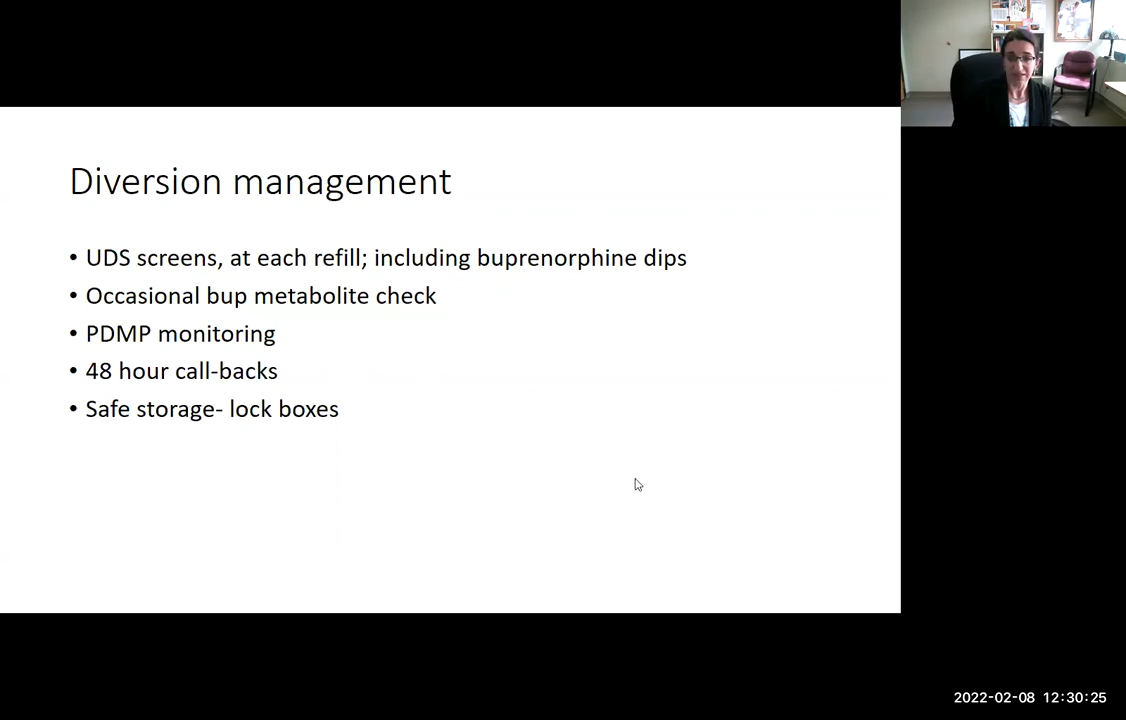 Diversion management
• UDS screens, at each refill; including buprenorphine dips
• Occasional bup metabolite check
• PDMP monitoring
• 48 hour call-backs
• Safe storage- lock boxes
2022-02-08 12:30:25